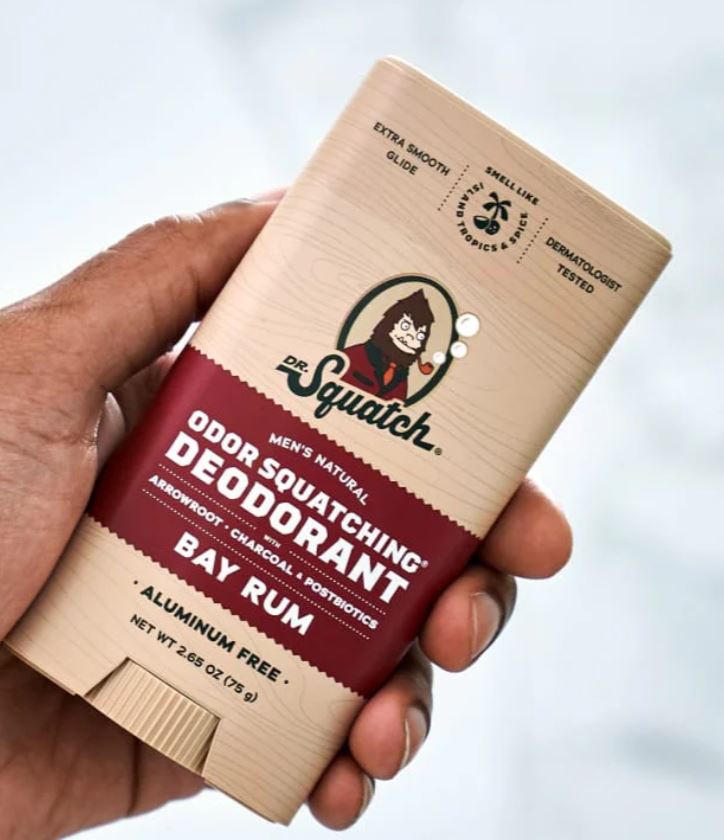 EXTRA SMOOTH
GLIDE
SMELL LIKE
ISLAND TROPICS & SPICE
DERMATOLOGIST
TESTED
DR.
Squatch®
MEN'S NATURAL
ODOR SQUATCHING®
DEODORANT
WITH
ARROWROOT · CHARCOAL & POSTBIOTICS
BAY RUM
· ALUMINUM FREE ·
NET WT 2.65 OZ (75 g)